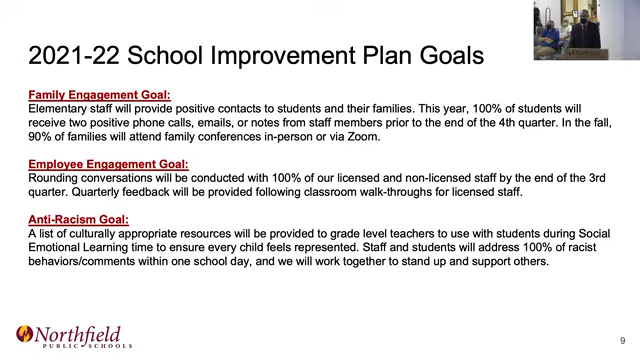 2021-22 School Improvement Plan Goals
Family Engagement Goal:
Elementary staff will provide positive contacts to students and their families. This year, 100% of students will
receive two positive phone calls, emails, or notes from staff members prior to the end of the 4th quarter. In the fall,
90% of families will attend family conferences in-person or via Zoom.
Employee Engagement Goal:
Rounding conversations will be conducted with 100% of our licensed and non-licensed staff by the end of the 3rd
quarter. Quarterly feedback will be provided following classroom walk-throughs for licensed staff.
Anti-Racism Goal:
A list of culturally appropriate resources will be provided to grade level teachers to use with students during Social
Emotional Learning time to ensure every child feels represented. Staff and students will address 100% of racist
behaviors/comments within one school day, and we will work together to stand up and support others.
Northfield
PUBLIC SCHOOLS
9